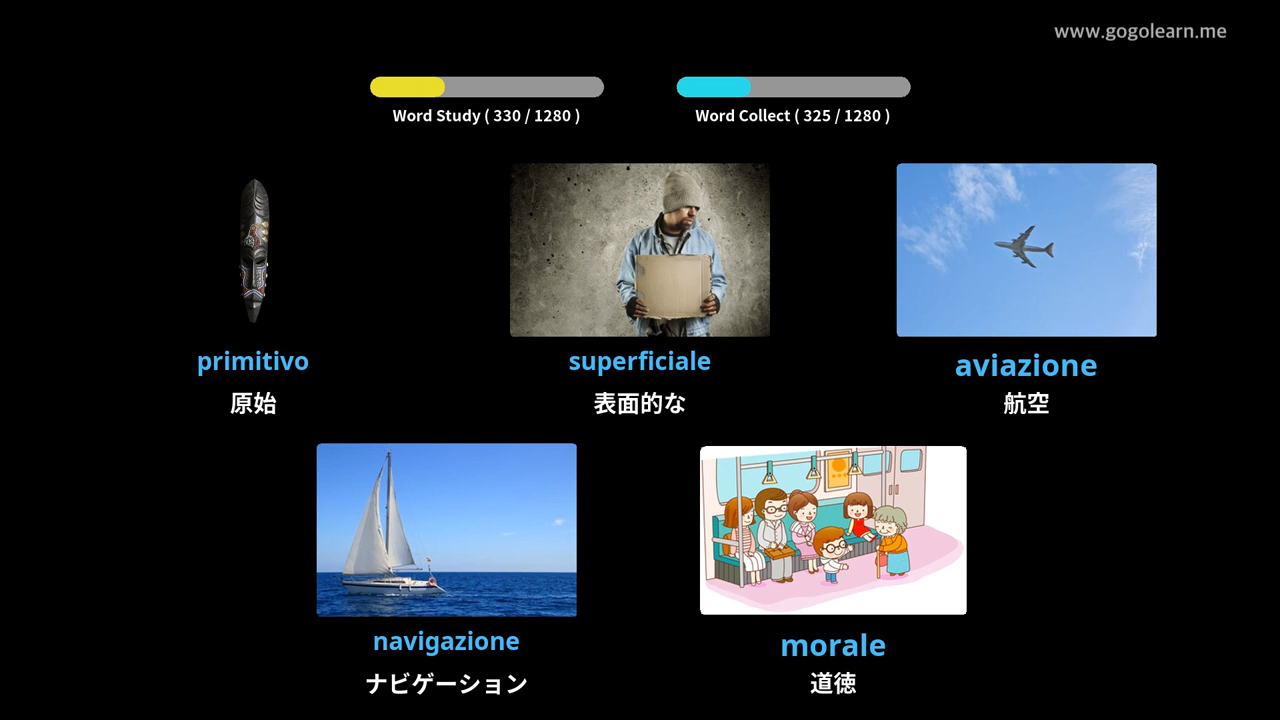 www.gogolearn.me
Word Study ( 330 / 1280 )
Word Collect ( 325 / 1280 )
primitivo
原始
superficiale
表面的な
aviazione
航空
navigazione
ナビゲーション
morale
道徳